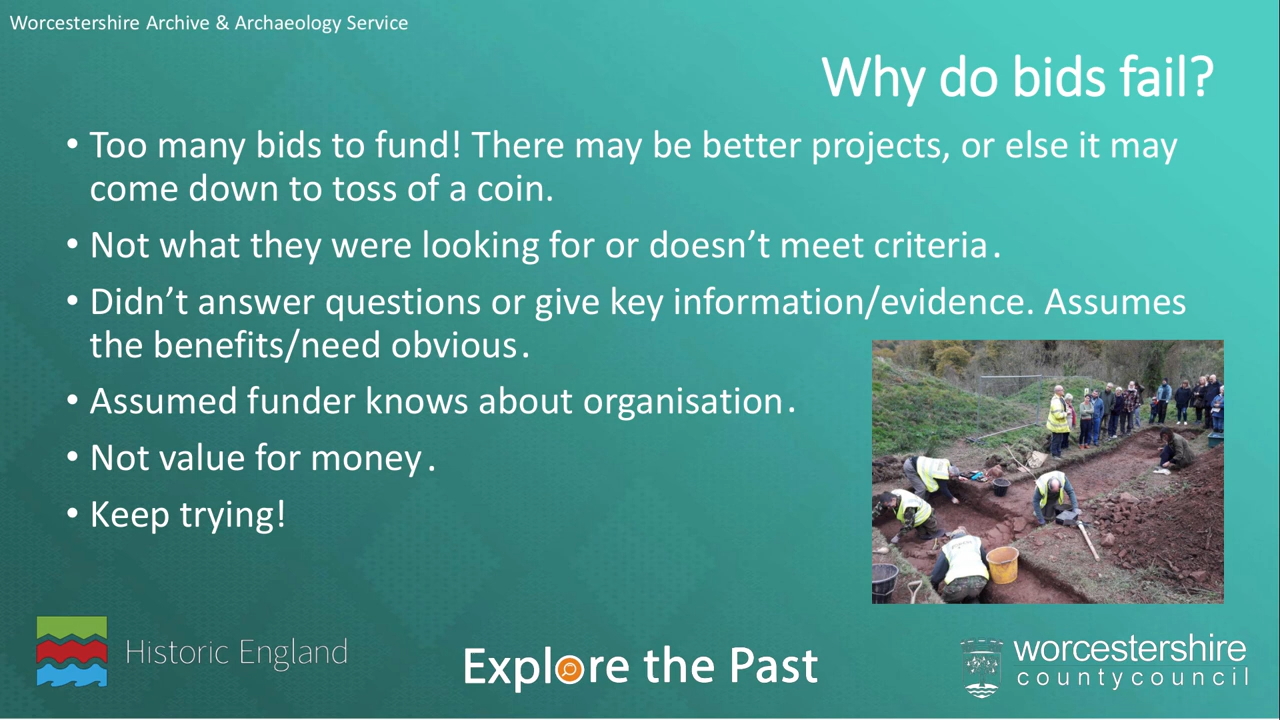 Worcestershire Archive & Archaeology Service
Why do bids fail?
• Too many bids to fund! There may be better projects, or else it may
come down to toss of a coin.
• Not what they were looking for or doesn’t meet criteria.
• Didn’t answer questions or give key information/evidence. Assumes
the benefits/need obvious.
• Assumed funder knows about organisation.
• Not value for money.
• Keep trying!
Historic England
Explore the Past
worcestershire
countycouncil